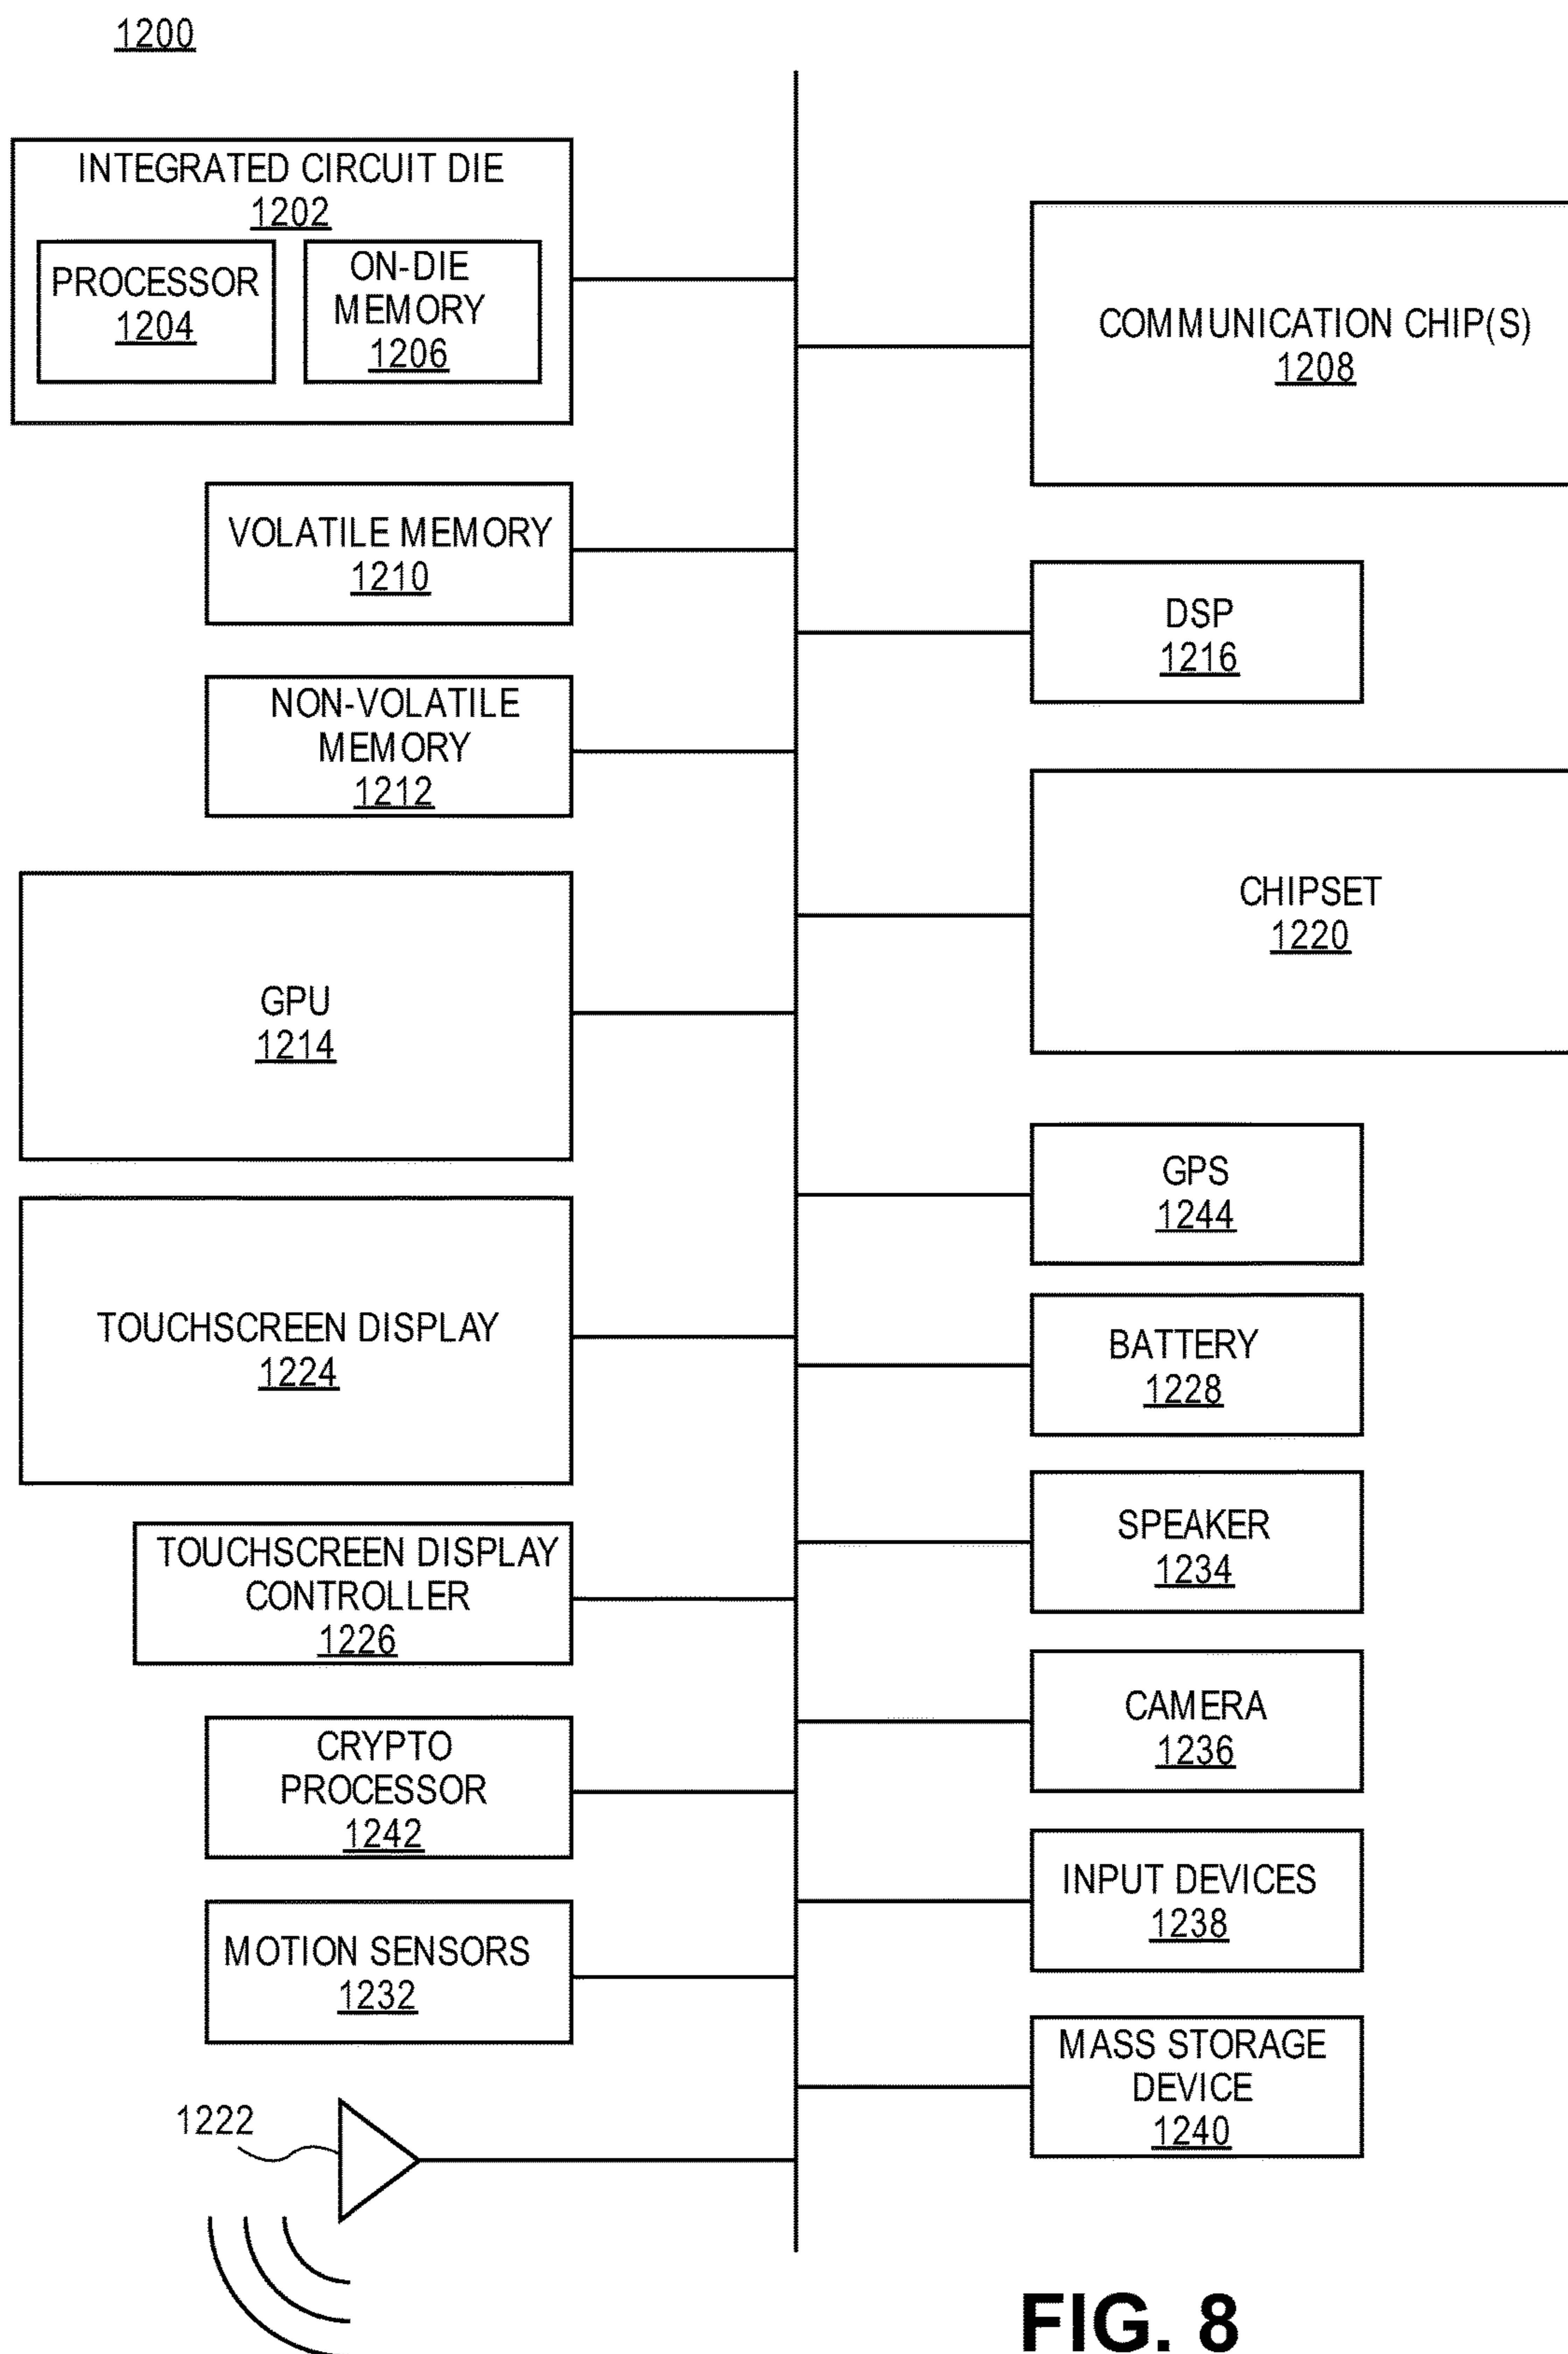 1200
INTEGRATED CIRCUIT DIE
1202
PROCESSOR
1204
ON-DIE
MEMORY
1206
VOLATILE MEMORY
1210
NON-VOLATILE
MEMORY
1212
GPU
1214
TOUCHSCREEN DISPLAY
1224
TOUCHSCREEN DISPLAY
CONTROLLER
1226
CRYPTO
PROCESSOR
1242
MOTION SENSORS
1232
1222
COMMUNICATION CHIP(S)
1208
DSP
1216
CHIPSET
1220
GPS
1244
BATTERY
1228
SPEAKER
1234
CAMERA
1236
INPUT DEVICES
1238
MASS STORAGE
DEVICE
1240
FIG. 8